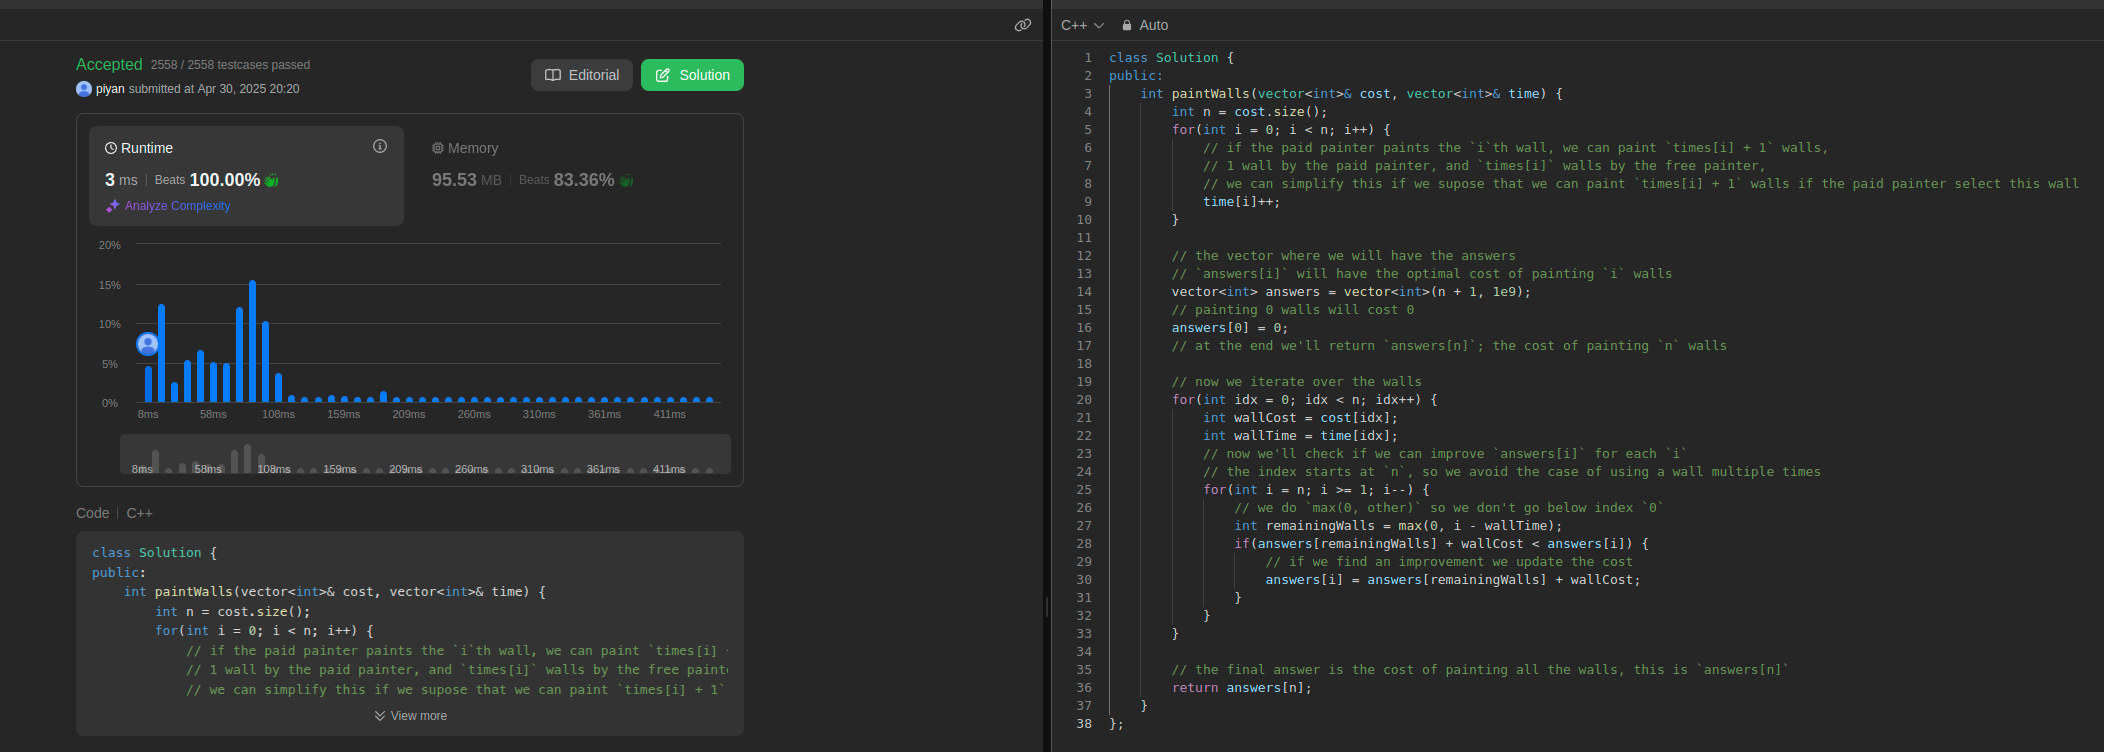 Accepted 2558 / 2558 testcases passed
piyan submitted at Apr 30, 2025 20:20
Editorial
Solution
Runtime
3 ms | Beats 100.00%
Analyze Complexity
Memory
95.53 MB | Beats 83.36%
20%
15%
10%
5%
0%
8ms 58ms 108ms 159ms 209ms 260ms 310ms 361ms 411ms
8ms 58ms 108ms 159ms 209ms 260ms 310ms 361ms 411ms
Code | C++
class Solution {
public:
    int paintWalls(vector<int>& cost, vector<int>& time) {
        int n = cost.size();
        for(int i = 0; i < n; i++) {
            // if the paid painter paints the `i`th wall, we can paint `times[i]
            // 1 wall by the paid painter, and `times[i]` walls by the free paint
            // we can simplify this if we supose that we can paint `times[i] + 1`
View more
C++ Auto
1 class Solution {
2 public:
3     int paintWalls(vector<int>& cost, vector<int>& time) {
4         int n = cost.size();
5         for(int i = 0; i < n; i++) {
6             // if the paid painter paints the `i`th wall, we can paint `times[i] + 1` walls,
7             // 1 wall by the paid painter, and `times[i]` walls by the free painter,
8             // we can simplify this if we supose that we can paint `times[i] + 1` walls if the paid painter select this wall
9             time[i]++;
10         }
11
12         // the vector where we will have the answers
13         // `answers[i]` will have the optimal cost of painting `i` walls
14         vector<int> answers = vector<int>(n + 1, 1e9);
15         // painting 0 walls will cost 0
16         answers[0] = 0;
17         // at the end we'll return `answers[n]`; the cost of painting `n` walls
18
19         // now we iterate over the walls
20         for(int idx = 0; idx < n; idx++) {
21             int wallCost = cost[idx];
22             int wallTime = time[idx];
23             // now we'll check if we can improve `answers[i]` for each `i`
24             // the index starts at `n`, so we avoid the case of using a wall multiple times
25             for(int i = n; i >= 1; i--) {
26                 // we do `max(0, other)` so we don't go below index `0`
27                 int remainingWalls = max(0, i - wallTime);
28                 if(answers[remainingWalls] + wallCost < answers[i]) {
29                     // if we find an improvement we update the cost
30                     answers[i] = answers[remainingWalls] + wallCost;
31                 }
32             }
33         }
34
35         // the final answer is the cost of painting all the walls, this is `answers[n]`
36         return answers[n];
37     }
38 };